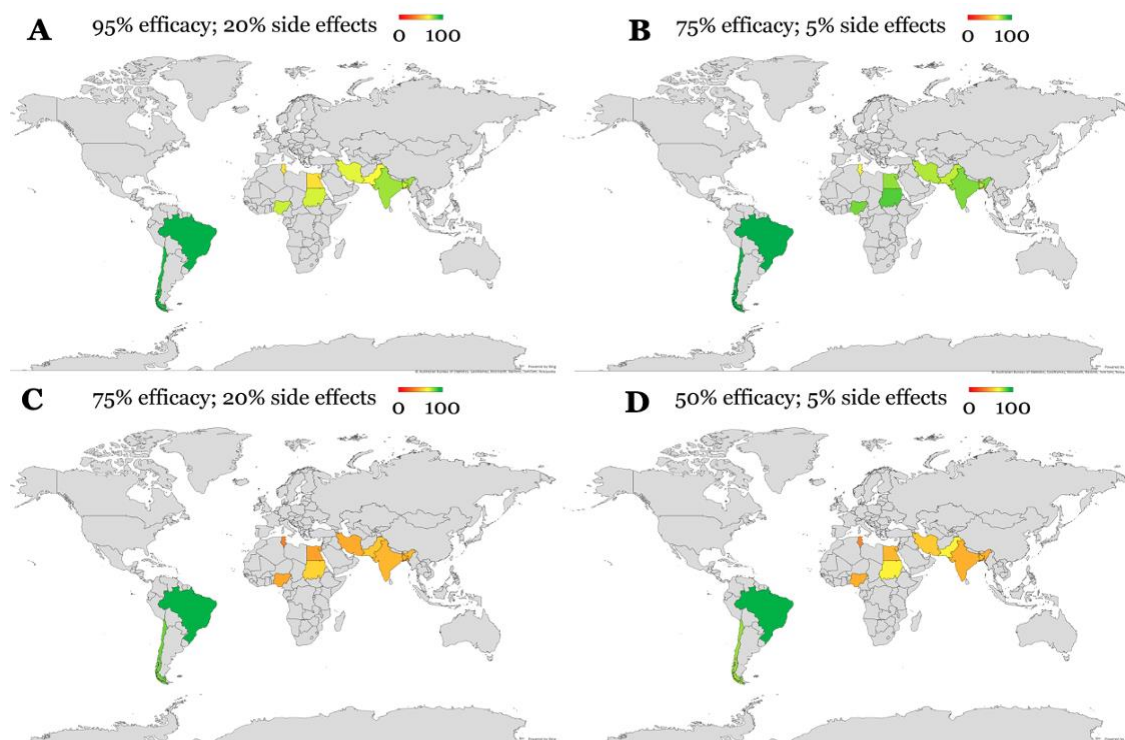 A 95% efficacy; 20% side effects
0 100
B 75% efficacy; 5% side effects
0 100
C 75% efficacy; 20% side effects
0 100
D 50% efficacy; 5% side effects
0 100